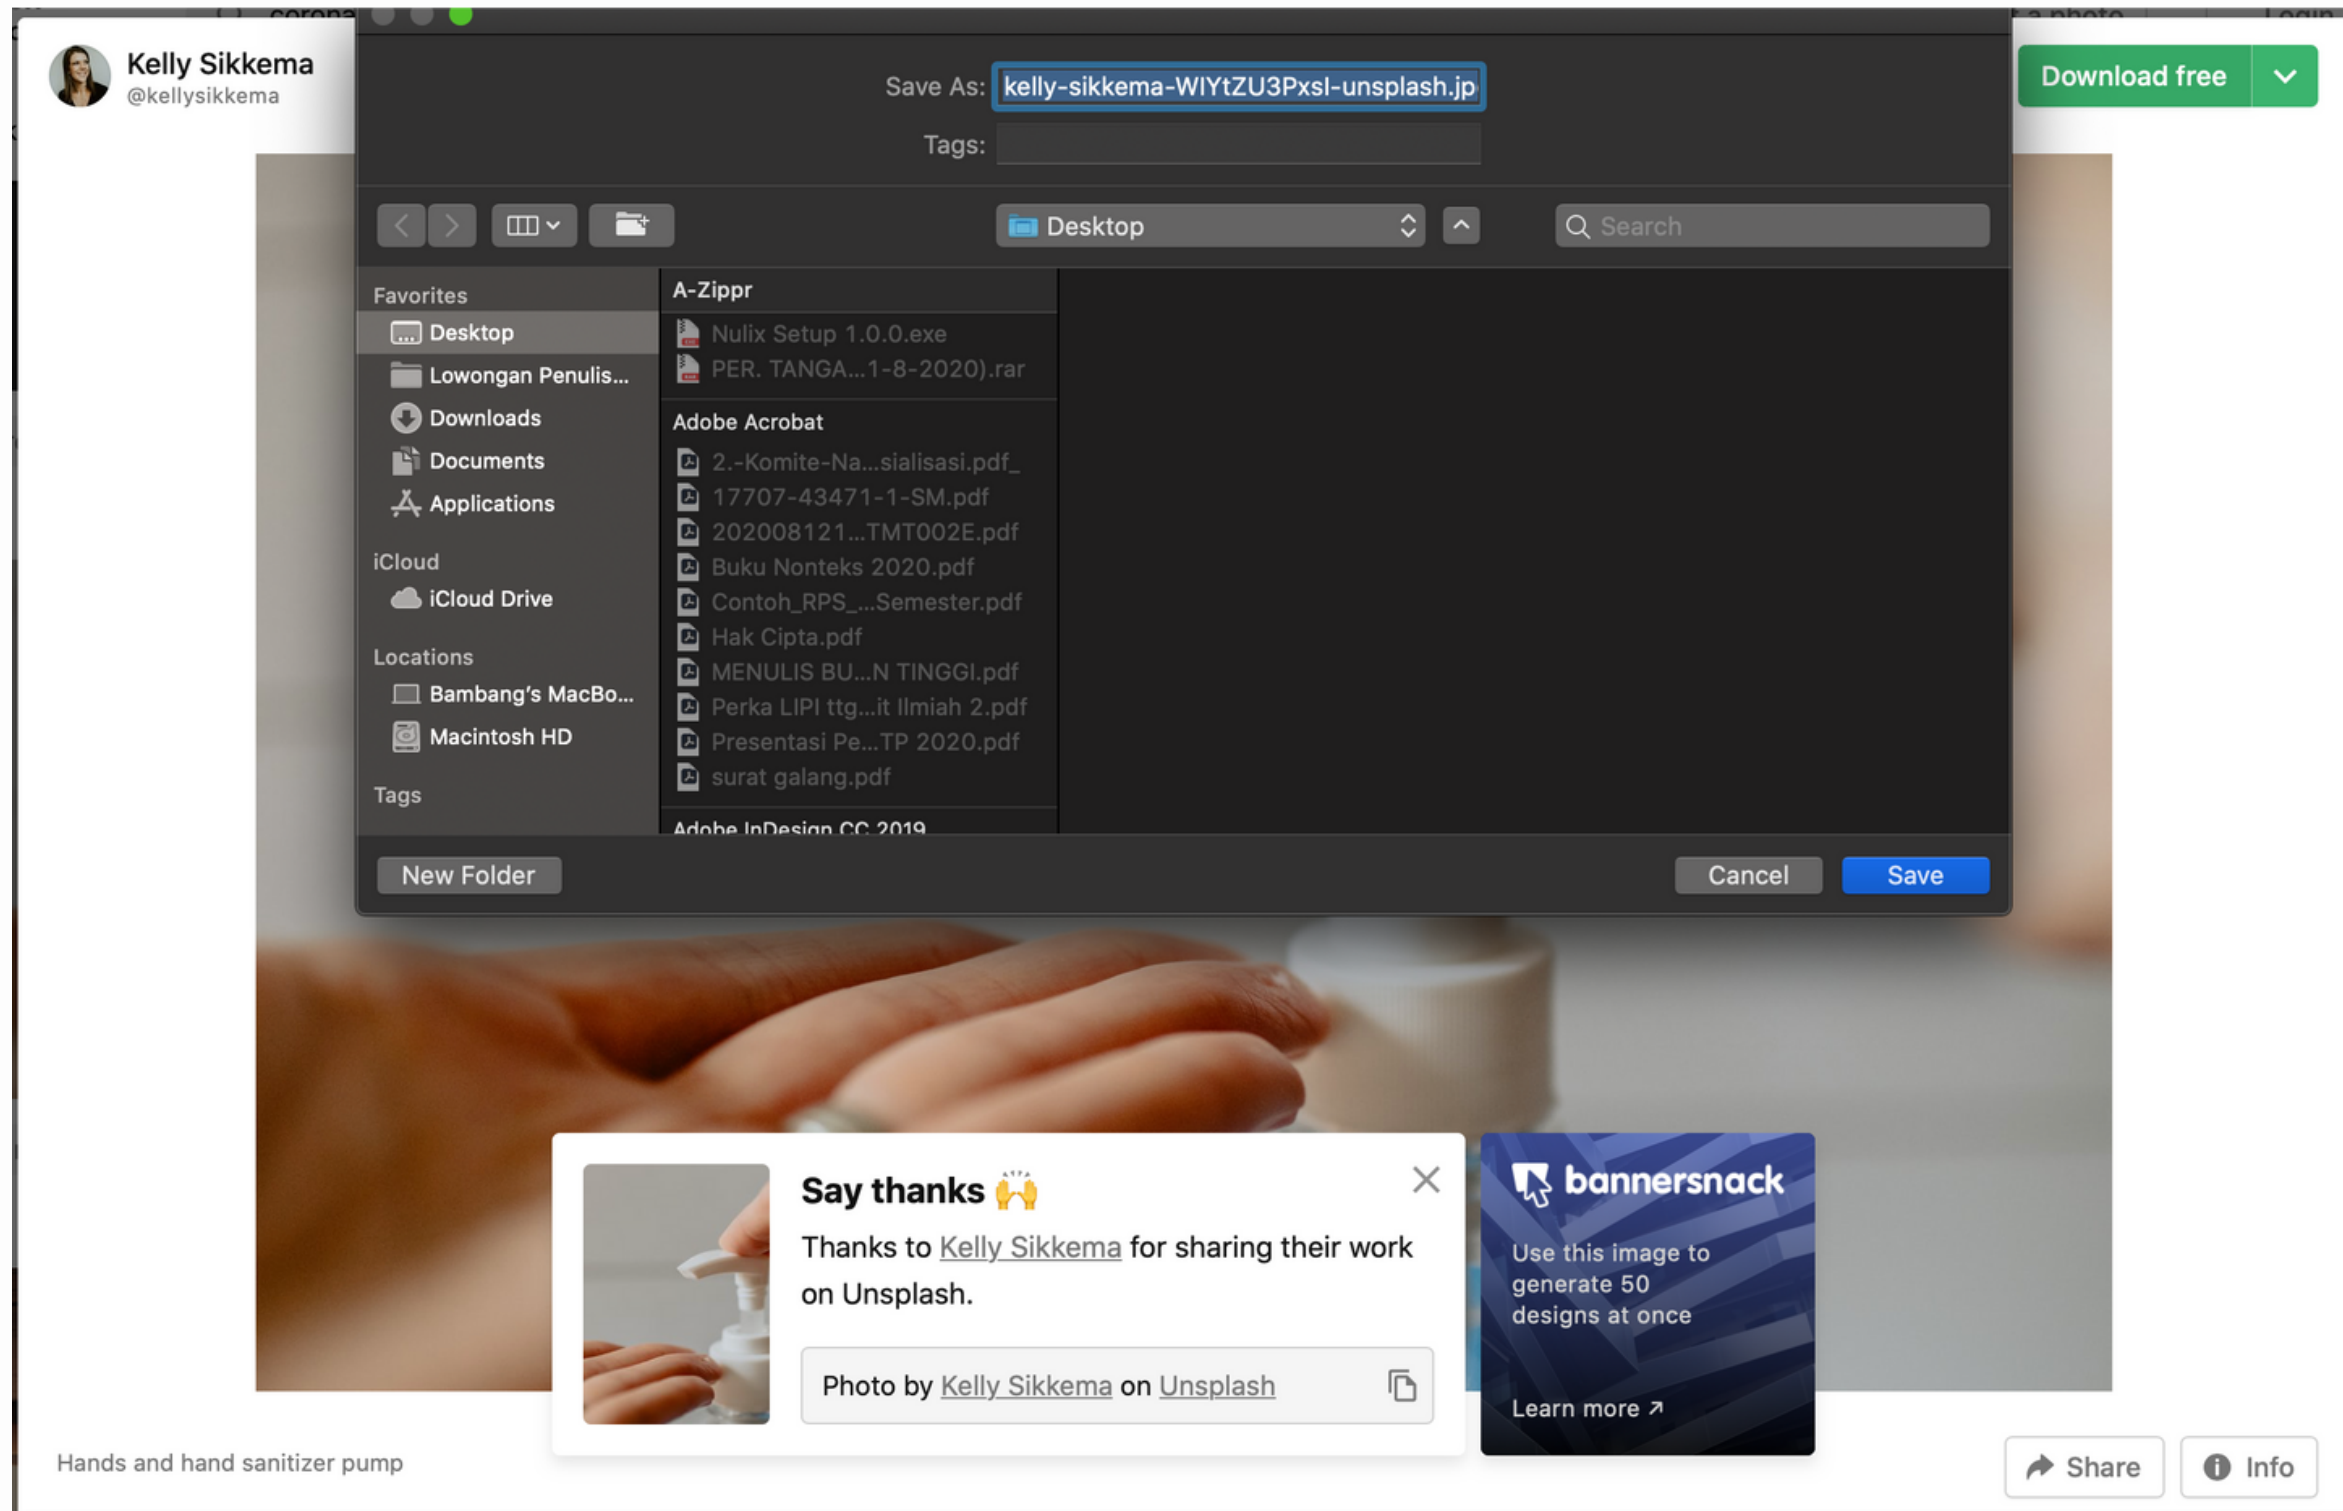 Kelly Sikkema
@kellysikkema
Save As: kelly-sikkema-WIYtZU3PxsI-unsplash.jp
Tags:
Download free
Desktop
Search
Favorites
Desktop
Lowongan Penulis...
Downloads
Documents
Applications
iCloud
iCloud Drive
Locations
Bambang's MacBo...
Macintosh HD
Tags
A-Zippr
Nulix Setup 1.0.0.exe
PER. TANGA...1-8-2020).rar
Adobe Acrobat
2.-Komite-Na...sialisasi.pdf_
17707-43471-1-SM.pdf
202008121...TMT002E.pdf
Buku Nonteks 2020.pdf
Contoh_RPS_...Semester.pdf
Hak Cipta.pdf
MENULIS BU...N TINGGI.pdf
Perka LIPI ttg...it Ilmiah 2.pdf
Presentasi Pe...TP 2020.pdf
surat galang.pdf
Adobe InDesign CC 2019
New Folder
Cancel
Save
Say thanks 🙌
Thanks to Kelly Sikkema for sharing their work
on Unsplash.
Photo by Kelly Sikkema on Unsplash
bannersnack
Use this image to
generate 50
designs at once
Learn more ↗
Hands and hand sanitizer pump
Share
Info